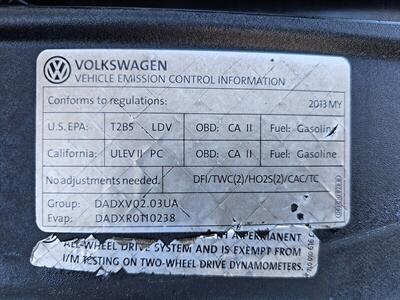 VOLKSWAGEN
VEHICLE EMISSION CONTROL INFORMATION
Conforms to regulations: 2013 MY
U.S. EPA: T2B5 LDV OBD: CA II Fuel: Gasoline
California: ULEV II PC OBD: CA II Fuel: Gasoline
No adjustments needed. DFI/TWC(2)/HO2S(2)/CAC/TC
Group: DADXV02.03UA
Evap: DADXR0110238
A PERMANENT
ALL-WHEEL DRIVE SYSTEM AND IS EXEMPT FROM
I/M TESTING ON TWO-WHEEL DRIVE DYNAMOMETERS.